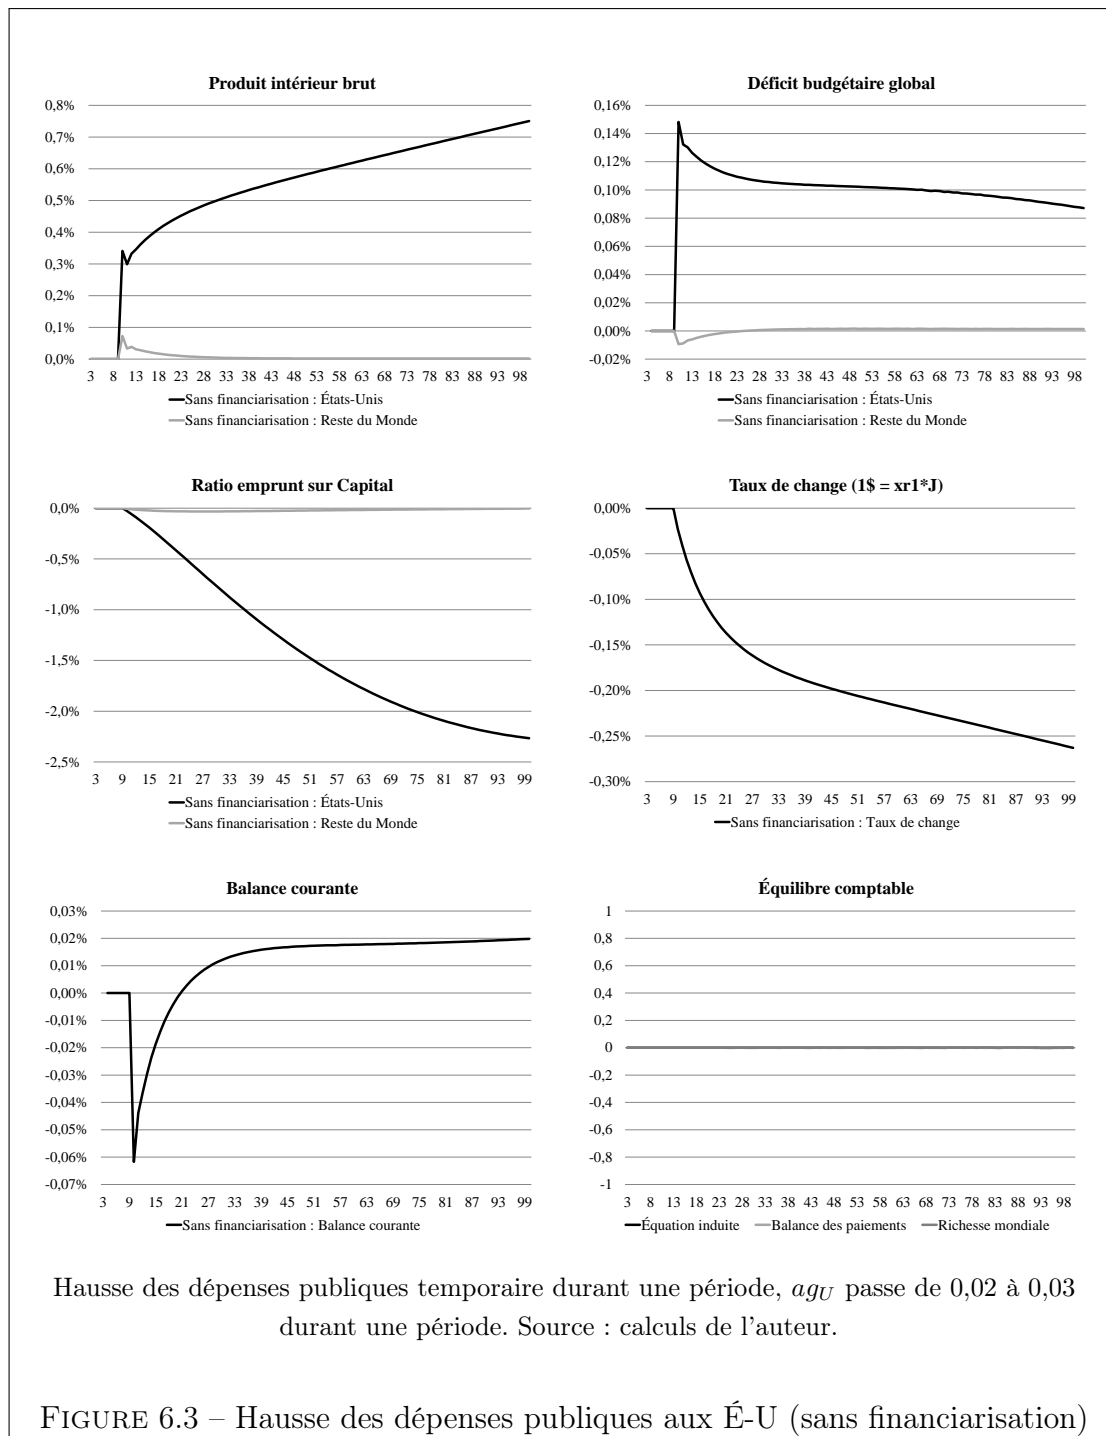 Produit intérieur brut
0,8%
0,7%
0,6%
0,5%
0,4%
0,3%
0,2%
0,1%
0,0%
3 8 13 18 23 28 33 38 43 48 53 58 63 68 73 78 83 88 93 98
Sans financiarisation : États-Unis
Sans financiarisation : Reste du Monde
Déficit budgétaire global
0,16%
0,14%
0,12%
0,10%
0,08%
0,06%
0,04%
0,02%
0,00%
-0,02%
3 8 13 18 23 28 33 38 43 48 53 58 63 68 73 78 83 88 93 98
Sans financiarisation : États-Unis
Sans financiarisation : Reste du Monde
Ratio emprunt sur Capital
0,0%
-0,5%
-1,0%
-1,5%
-2,0%
-2,5%
3 9 15 21 27 33 39 45 51 57 63 69 75 81 87 93 99
Sans financiarisation : États-Unis
Sans financiarisation : Reste du Monde
Taux de change (1$ = xr1*J)
0,00%
-0,05%
-0,10%
-0,15%
-0,20%
-0,25%
-0,30%
3 9 15 21 27 33 39 45 51 57 63 69 75 81 87 93 99
Sans financiarisation : Taux de change
Balance courante
0,03%
0,02%
0,01%
0,00%
-0,01%
-0,02%
-0,03%
-0,04%
-0,05%
-0,06%
-0,07%
3 9 15 21 27 33 39 45 51 57 63 69 75 81 87 93 99
Sans financiarisation : Balance courante
Équilibre comptable
1
0,8
0,6
0,4
0,2
0
-0,2
-0,4
-0,6
-0,8
-1
3 8 13 18 23 28 33 38 43 48 53 58 63 68 73 78 83 88 93 98
Équation induite Balance des paiements Richesse mondiale
Hausse des dépenses publiques temporaire durant une période, ag_U passe de 0,02 à 0,03
durant une période. Source : calculs de l'auteur.
FIGURE 6.3 – Hausse des dépenses publiques aux É-U (sans financiarisation)